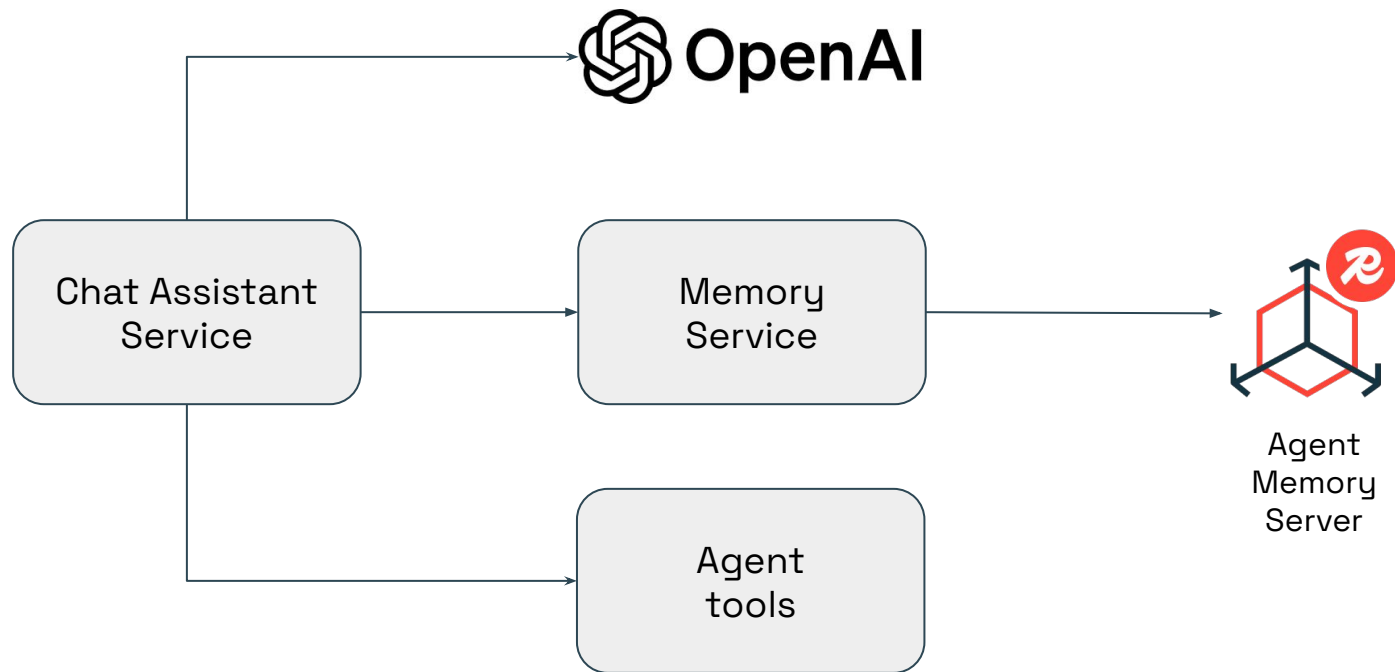 OpenAI
Chat Assistant
Service
Memory
Service
Agent
Memory
Server
Agent
tools